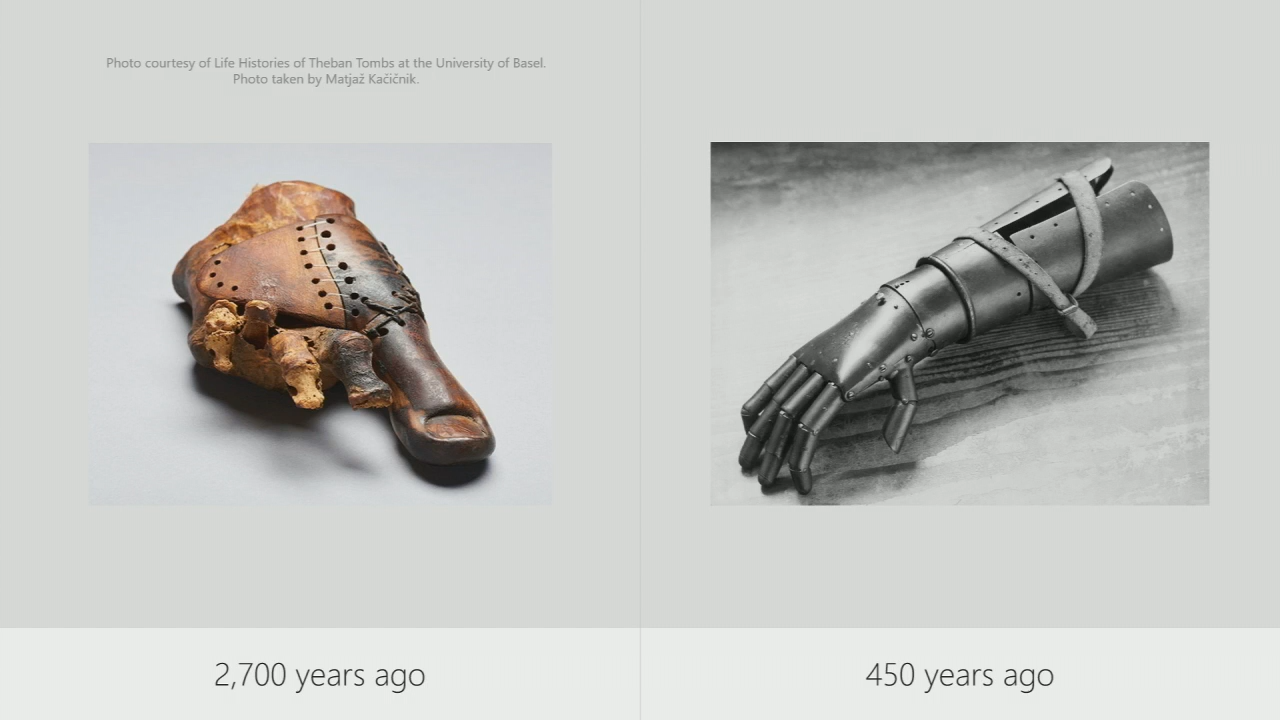 Photo courtesy of Life Histories of Theban Tombs at the University of Basel.
Photo taken by Matjaž Kačičnik.
2,700 years ago
450 years ago